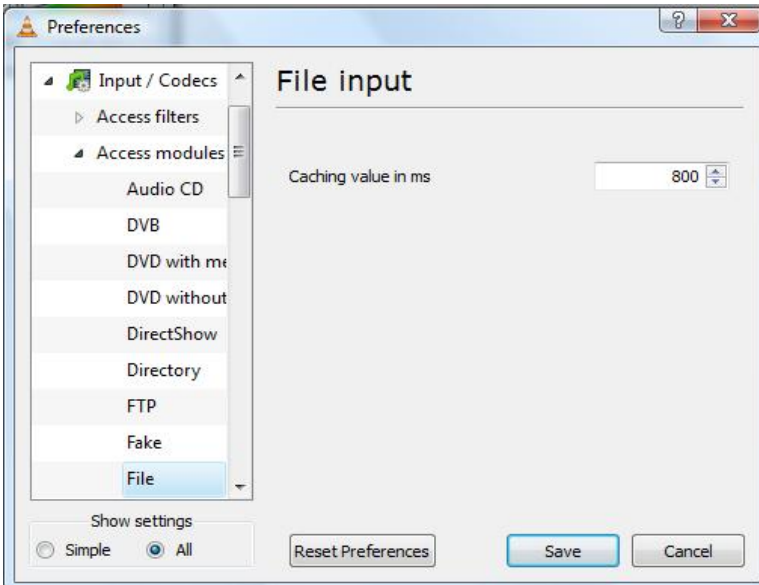 Preferences
Input / Codecs
Access filters
Access modules
Audio CD
DVB
DVD with me
DVD without
DirectShow
Directory
FTP
Fake
File
Show settings
Simple All
File input
Caching value in ms 800
Reset Preferences Save Cancel